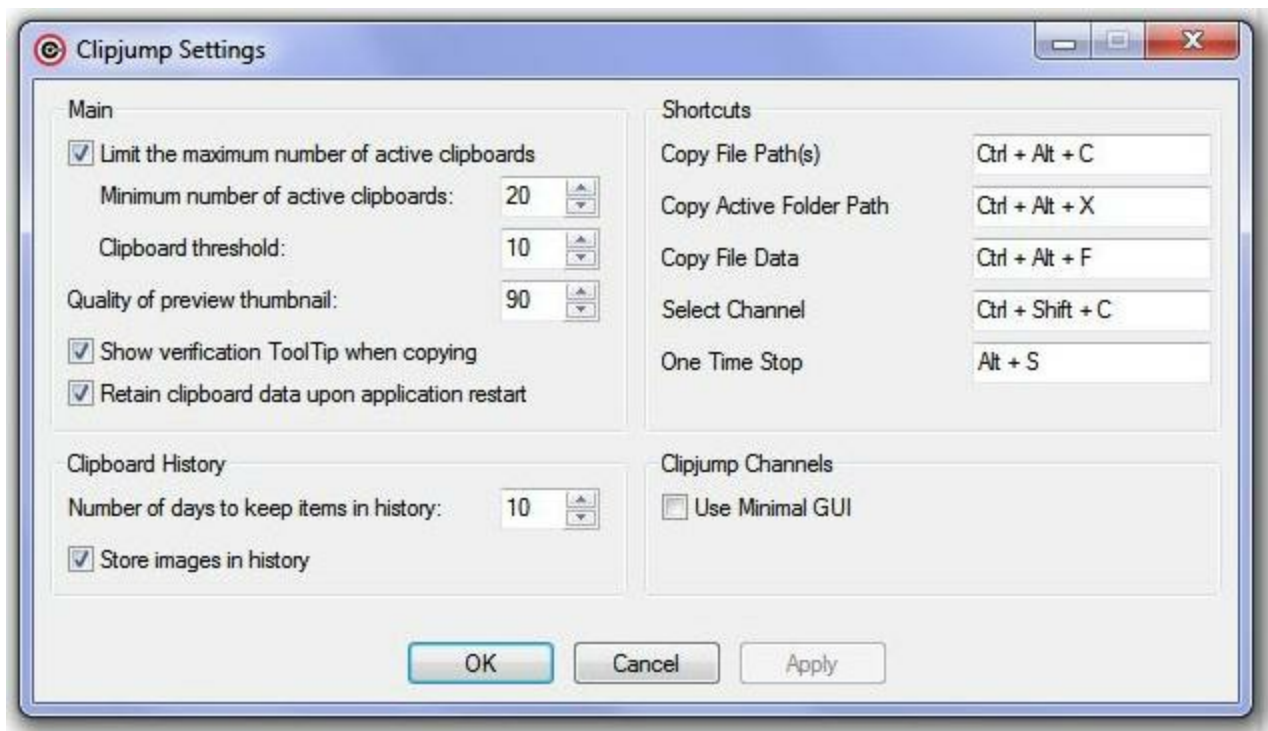 Clipjump Settings
Main
Limit the maximum number of active clipboards
Minimum number of active clipboards: 20
Clipboard threshold: 10
Quality of preview thumbnail: 90
Show verification ToolTip when copying
Retain clipboard data upon application restart
Shortcuts
Copy File Path(s) Ctrl + Alt + C
Copy Active Folder Path Ctrl + Alt + X
Copy File Data Ctrl + Alt + F
Select Channel Ctrl + Shift + C
One Time Stop Alt + S
Clipboard History
Number of days to keep items in history: 10
Store images in history
Clipjump Channels
Use Minimal GUI
OK Cancel Apply